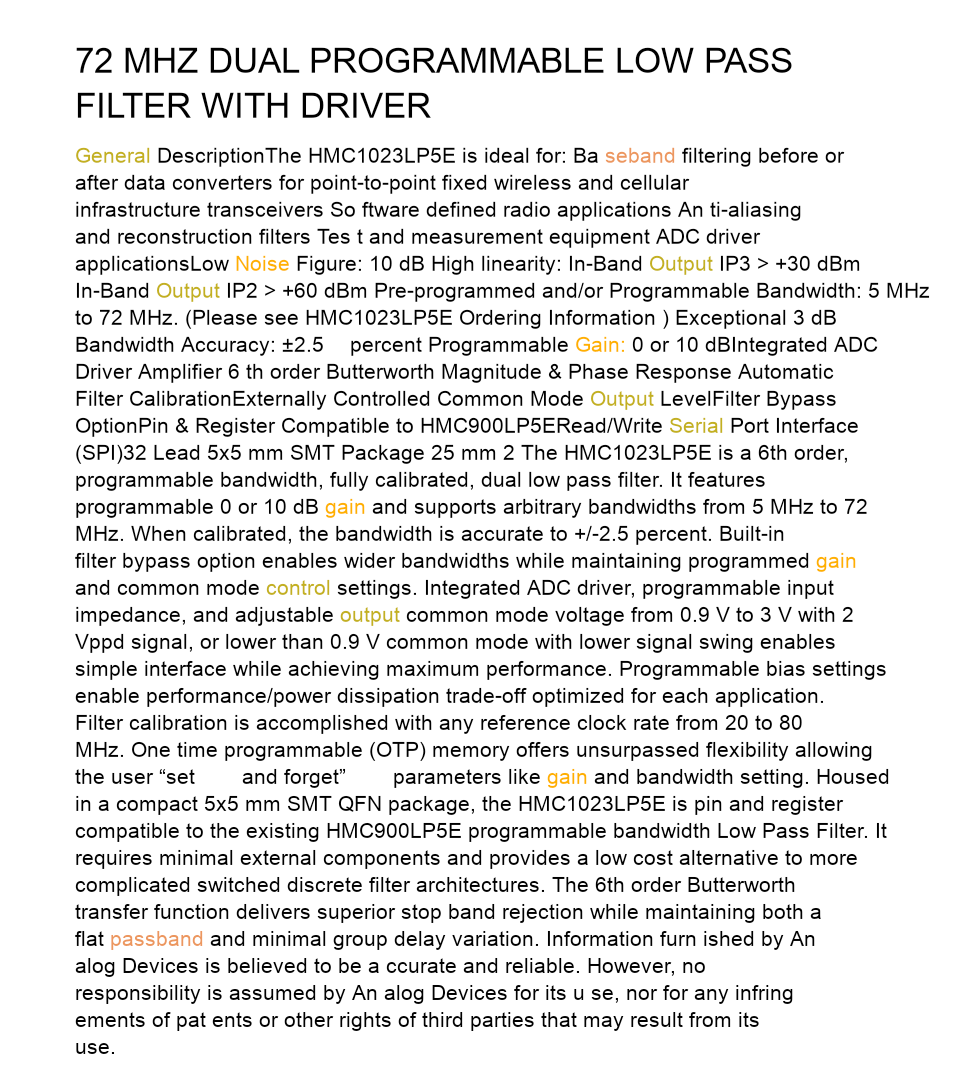 72 MHZ DUAL PROGRAMMABLE LOW PASS
FILTER WITH DRIVER
General DescriptionThe HMC1023LP5E is ideal for: Ba seband filtering before or
after data converters for point-to-point fixed wireless and cellular
infrastructure transceivers So ftware defined radio applications An ti-aliasing
and reconstruction filters Tes t and measurement equipment ADC driver
applicationsLow Noise Figure: 10 dB High linearity: In-Band Output IP3 > +30 dBm
In-Band Output IP2 > +60 dBm Pre-programmed and/or Programmable Bandwidth: 5 MHz
to 72 MHz. (Please see HMC1023LP5E Ordering Information ) Exceptional 3 dB
Bandwidth Accuracy: ±2.5 percent Programmable Gain: 0 or 10 dBIntegrated ADC
Driver Amplifier 6 th order Butterworth Magnitude & Phase Response Automatic
Filter CalibrationExternally Controlled Common Mode Output LevelFilter Bypass
OptionPin & Register Compatible to HMC900LP5ERead/Write Serial Port Interface
(SPI)32 Lead 5x5 mm SMT Package 25 mm 2 The HMC1023LP5E is a 6th order,
programmable bandwidth, fully calibrated, dual low pass filter. It features
programmable 0 or 10 dB gain and supports arbitrary bandwidths from 5 MHz to 72
MHz. When calibrated, the bandwidth is accurate to +/-2.5 percent. Built-in
filter bypass option enables wider bandwidths while maintaining programmed gain
and common mode control settings. Integrated ADC driver, programmable input
impedance, and adjustable output common mode voltage from 0.9 V to 3 V with 2
Vppd signal, or lower than 0.9 V common mode with lower signal swing enables
simple interface while achieving maximum performance. Programmable bias settings
enable performance/power dissipation trade-off optimized for each application.
Filter calibration is accomplished with any reference clock rate from 20 to 80
MHz. One time programmable (OTP) memory offers unsurpassed flexibility allowing
the user “set and forget” parameters like gain and bandwidth setting. Housed
in a compact 5x5 mm SMT QFN package, the HMC1023LP5E is pin and register
compatible to the existing HMC900LP5E programmable bandwidth Low Pass Filter. It
requires minimal external components and provides a low cost alternative to more
complicated switched discrete filter architectures. The 6th order Butterworth
transfer function delivers superior stop band rejection while maintaining both a
flat passband and minimal group delay variation. Information furn ished by An
alog Devices is believed to be a ccurate and reliable. However, no
responsibility is assumed by An alog Devices for its u se, nor for any infring
ements of pat ents or other rights of third parties that may result from its
use.